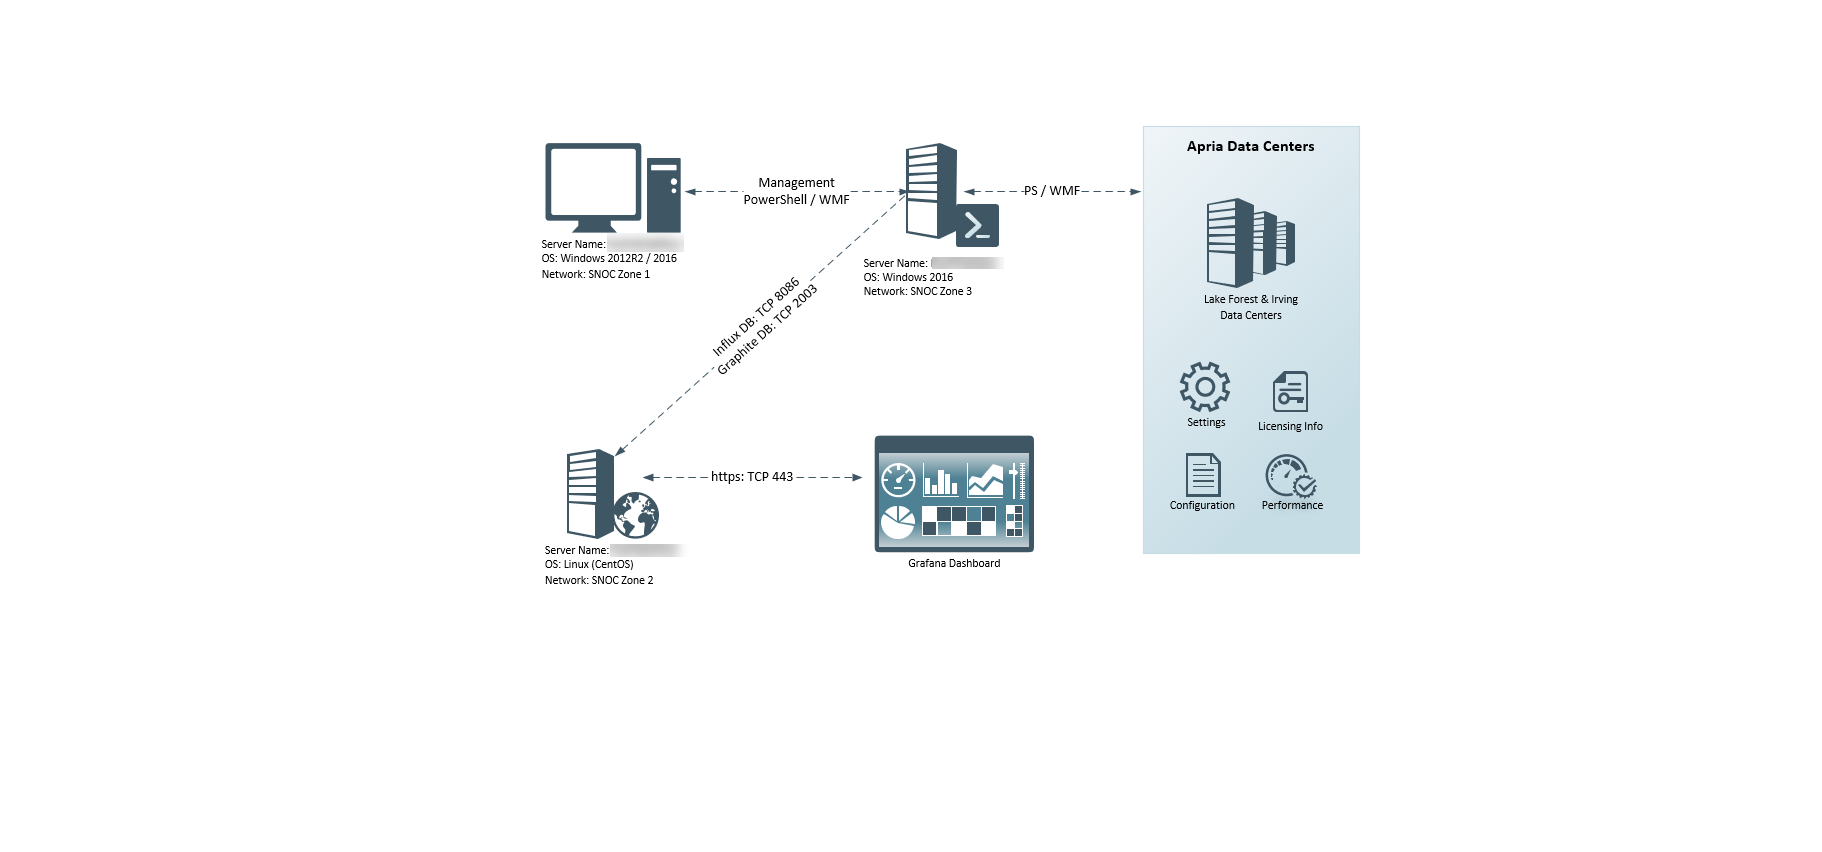 Apria Data Centers
Management
PowerShell / WMF
PS / WMF
Server Name:
OS: Windows 2012R2 / 2016
Network: SNOC Zone 1
Server Name:
OS: Windows 2016
Network: SNOC Zone 3
Lake Forest & Irving
Data Centers
Influx DB: TCP 8086
Graphite DB: TCP 2003
Settings
Licensing Info
https: TCP 443
Configuration
Performance
Server Name:
OS: Linux (CentOS)
Network: SNOC Zone 2
Grafana Dashboard